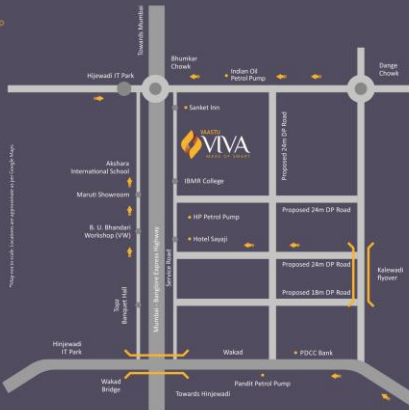 Towards Mumbai
Bhumkar
Chowk
Indian Oil
Petrol Pump
Dange
Chowk
Hijewadi IT Park
Sanket Inn
VAASTU
VIVA
MADE OF SMART
Proposed 24m DP Road
Akshara
International School
IBMR College
Maruti Showroom
Proposed 24m DP Road
HP Petrol Pump
B. U. Bhandari
Workshop (VW)
Hotel Sayaji
Mumbai - Banglore Express Highway
Service Road
Proposed 24m DP Road
Kalewadi
flyover
Proposed 18m DP Road
Banquet Hall
Hinjewadi
IT Park
Wakad
PDCC Bank
Wakad
Bridge
Pandit Petrol Pump
Towards Hinjewadi
*Map not to scale. Locations are approximate as per Google Maps.